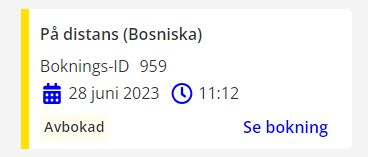 På distans (Bosniska)
Boknings-ID 959
28 juni 2023 11:12
Avbokad Se bokning